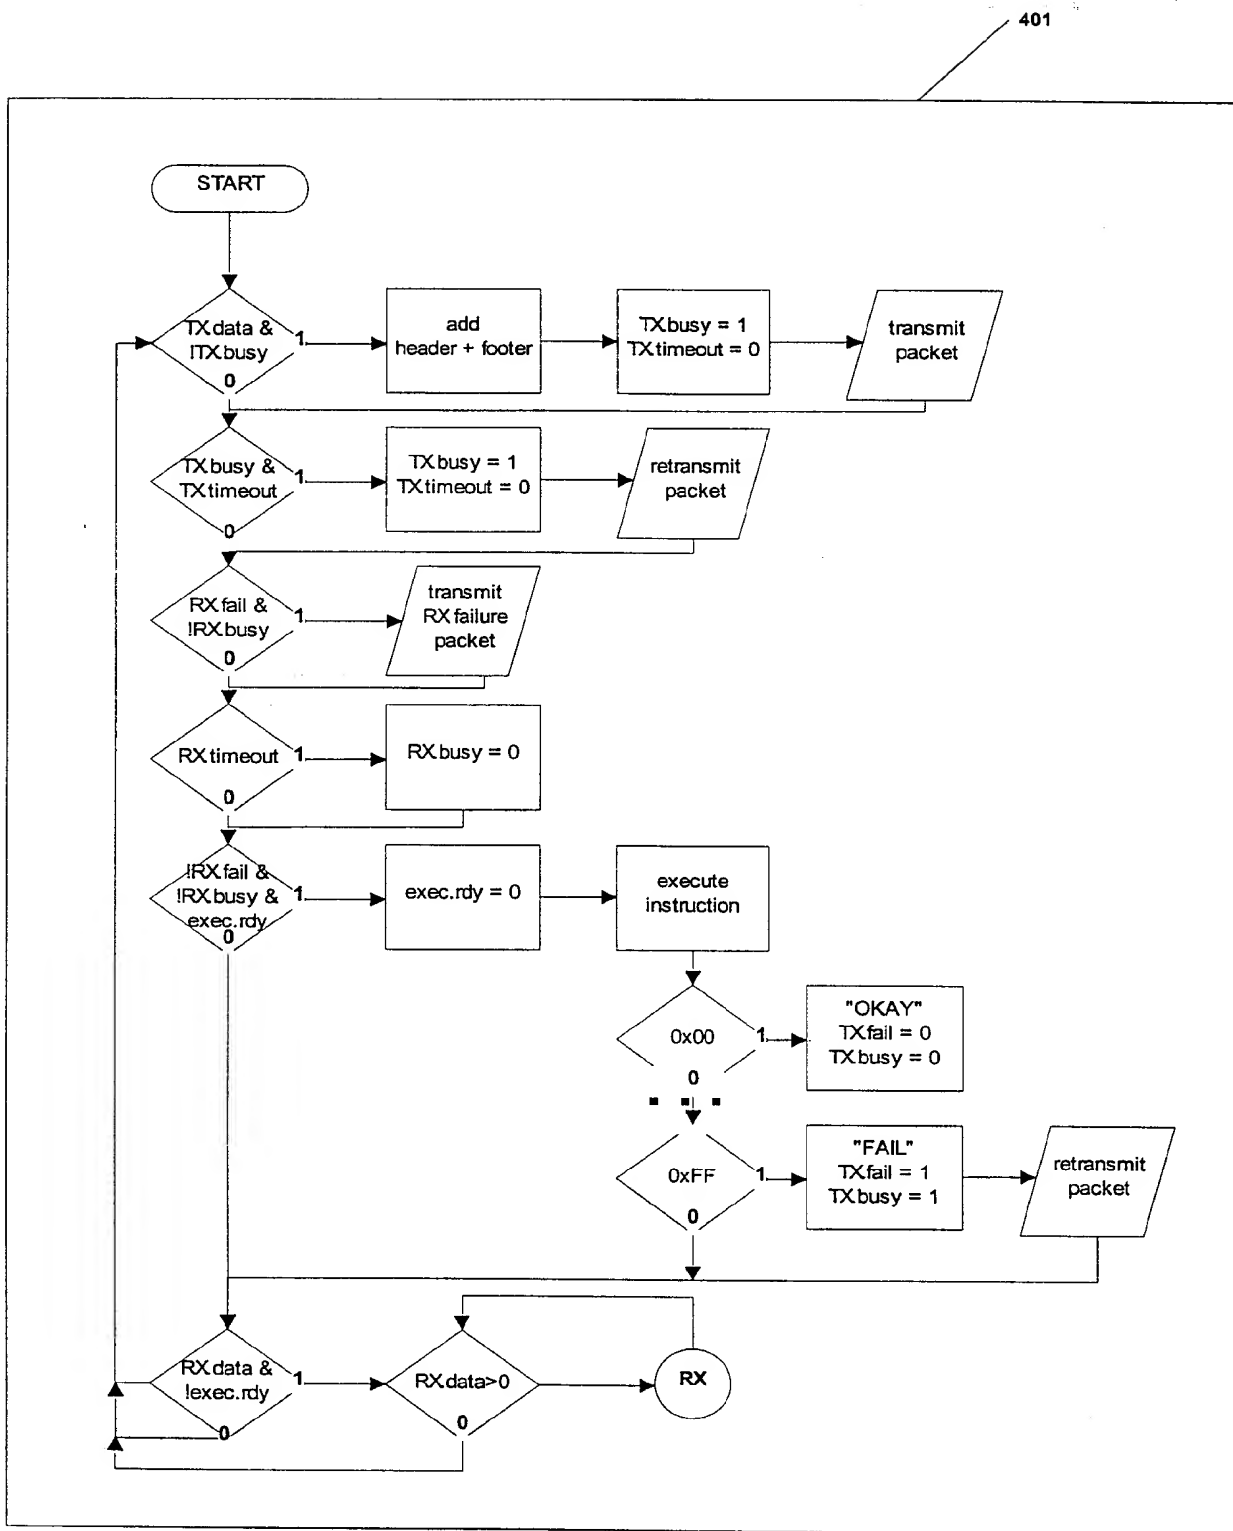 401
START
TX.data &
!TX.busy
1
0
add
header + footer
TX.busy = 1
TX.timeout = 0
transmit
packet
TX.busy &
TX.timeout
1
0
TX.busy = 1
TX.timeout = 0
retransmit
packet
RX.fail &
!RX.busy
1
0
transmit
RX failure
packet
RX.timeout
1
0
RX.busy = 0
!RX.fail &
!RX.busy &
exec.rdy
1
0
exec.rdy = 0
execute
instruction
0x00
1
0
"OKAY"
TX.fail = 0
TX.busy = 0
0xFF
1
0
"FAIL"
TX.fail = 1
TX.busy = 1
retransmit
packet
RX.data &
!exec.rdy
1
0
RX.data>0
0
RX